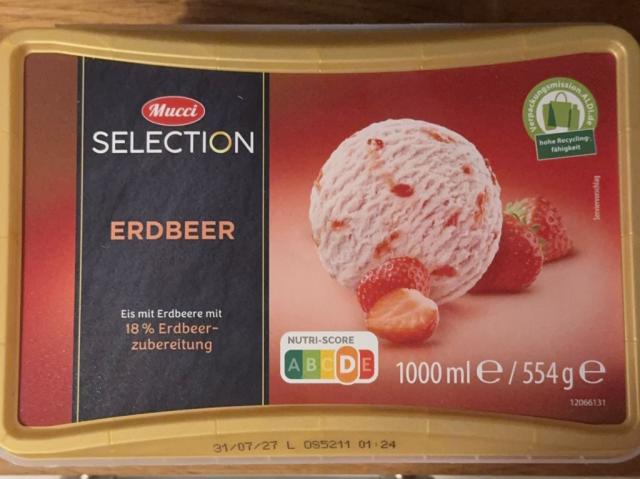 Mucci
SELECTION
ERDBEER
Eis mit Erdbeere mit
18 % Erdbeer-
zubereitung
Verpackungsmission.ALDI.de
hohe Recycling-
fähigkeit
Serviervorschlag
NUTRI-SCORE
A B C D E
1000 ml e / 554 g e
12066131
31/07/27 L 095211 01:24